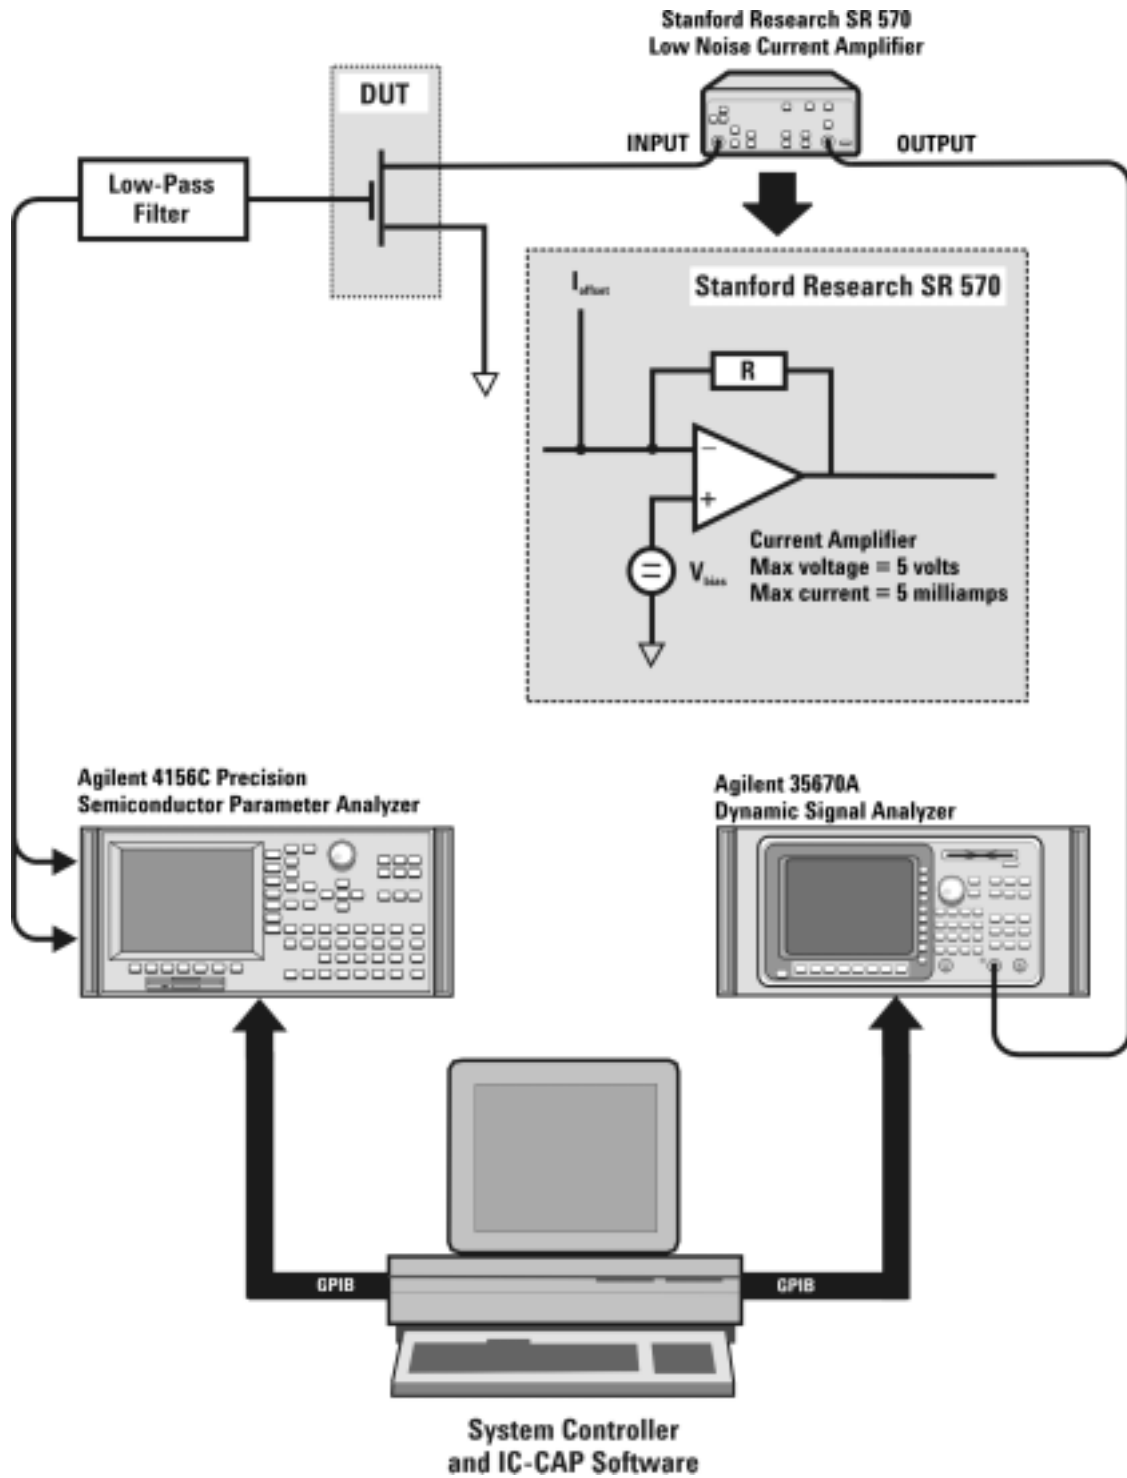 Stanford Research SR 570
Low Noise Current Amplifier
DUT
INPUT
OUTPUT
Low-Pass
Filter
I offset
Stanford Research SR 570
R
−
+
V bias
Current Amplifier
Max voltage = 5 volts
Max current = 5 milliamps
Agilent 4156C Precision
Semiconductor Parameter Analyzer
Agilent 35670A
Dynamic Signal Analyzer
GPIB
GPIB
System Controller
and IC-CAP Software